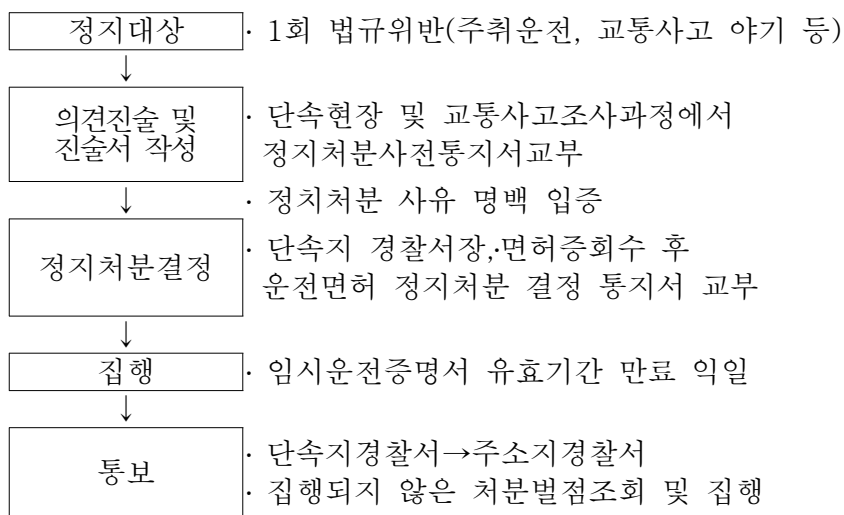 정지대상 · 1회 법규위반(주취운전, 교통사고 야기 등)
↓
의견진술 및
진술서 작성
· 단속현장 및 교통사고조사과정에서
정지처분사전통지서교부
↓ · 정치처분 사유 명백 입증
정지처분결정
· 단속지 경찰서장,·면허증회수 후
운전면허 정지처분 결정 통지서 교부
↓
집행 · 임시운전증명서 유효기간 만료 익일
↓
통보
· 단속지경찰서→주소지경찰서
· 집행되지 않은 처분벌점조회 및 집행